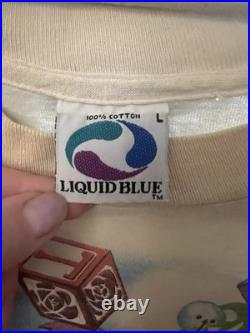 100% COTTON L
LIQUID BLUE
TM